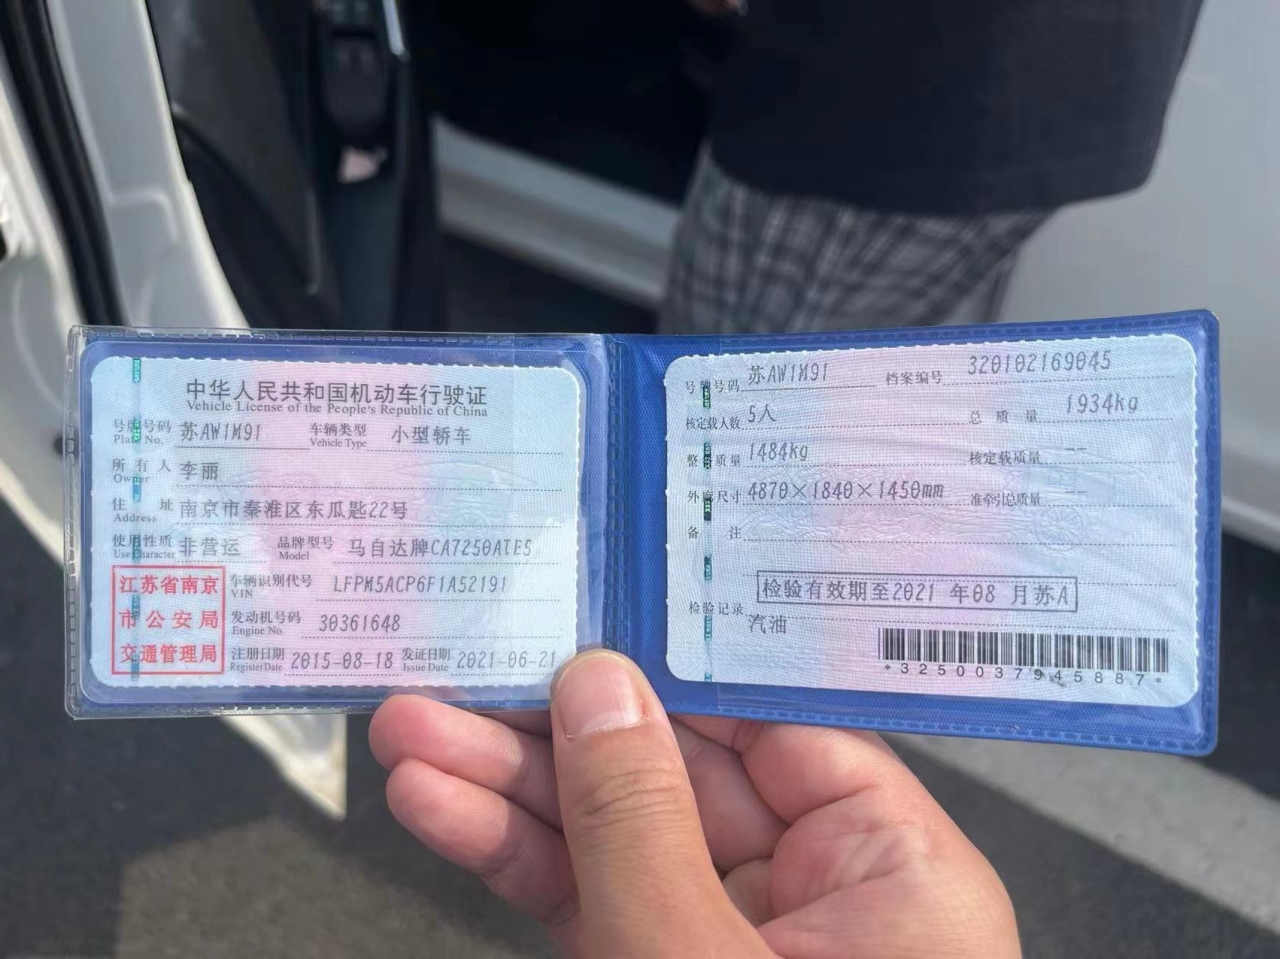 中华人民共和国机动车行驶证
Vehicle License of the People's Republic of China
号牌号码 苏AW1M91 车辆类型 小型轿车
Plate No. Vehicle Type
所有人 李丽
Owner
住址 南京市秦淮区东瓜匙22号
Address
使用性质 非营运 品牌型号 马自达牌CA7250ATE5
Use Character Model
江苏省南京
市公安局
交通管理局
车辆识别代号 LFPM5ACP6F1A52191
VIN
发动机号码 30361648
Engine No.
注册日期 2015-08-18 发证日期 2021-06-21
Register Date Issue Date
号牌号码 苏AW1M91 档案编号 320102169045
核定载人数 5人 总质量 1934kg
整备质量 1484kg 核定载质量 --
外廓尺寸 4870×1840×1450mm 准牵引总质量 --
备注
检验有效期至2021年08月苏A
检验记录
汽油
*3250037945887*